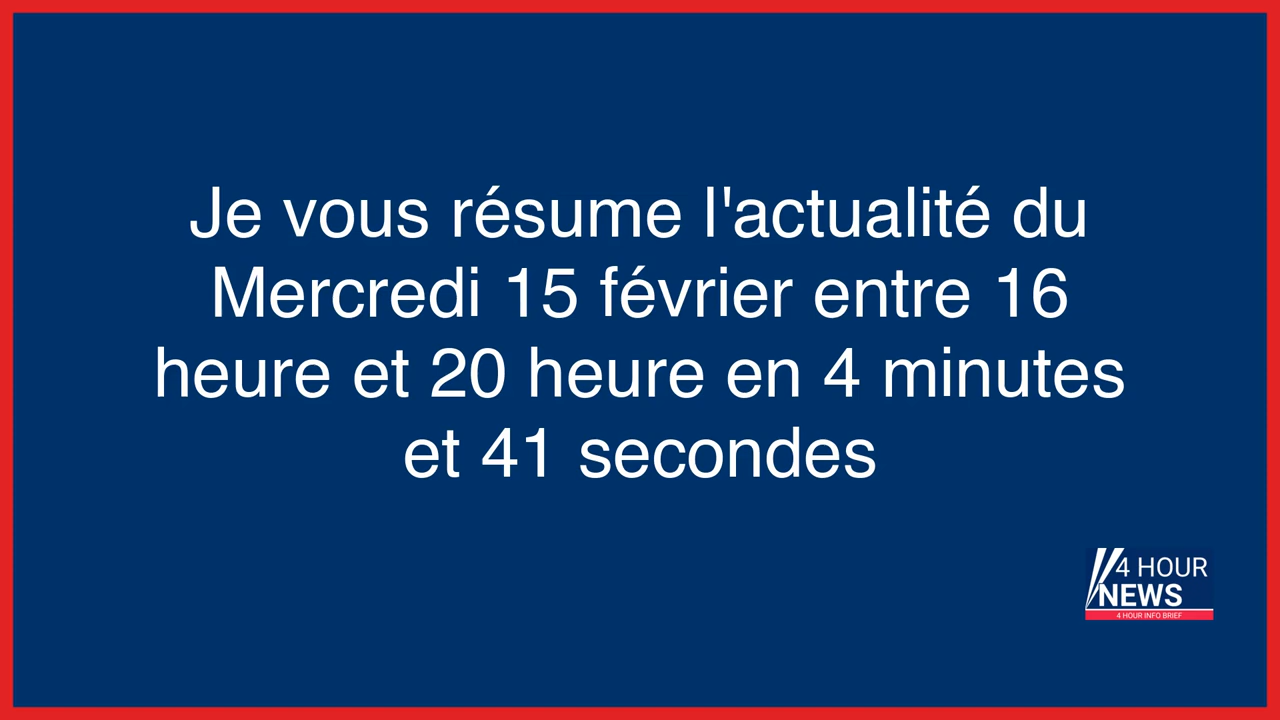 Je vous résume l'actualité du
Mercredi 15 février entre 16
heure et 20 heure en 4 minutes
et 41 secondes
4 HOUR
NEWS
4 HOUR INFO BRIEF